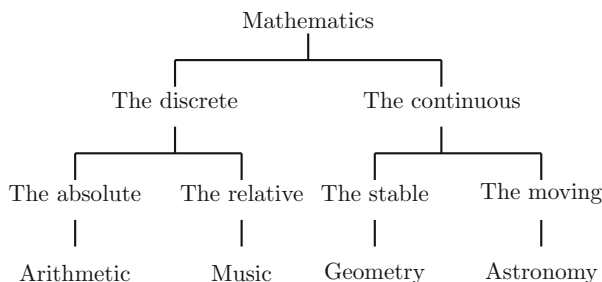 Mathematics
The discrete
The continuous
The absolute
The relative
The stable
The moving
Arithmetic
Music
Geometry
Astronomy